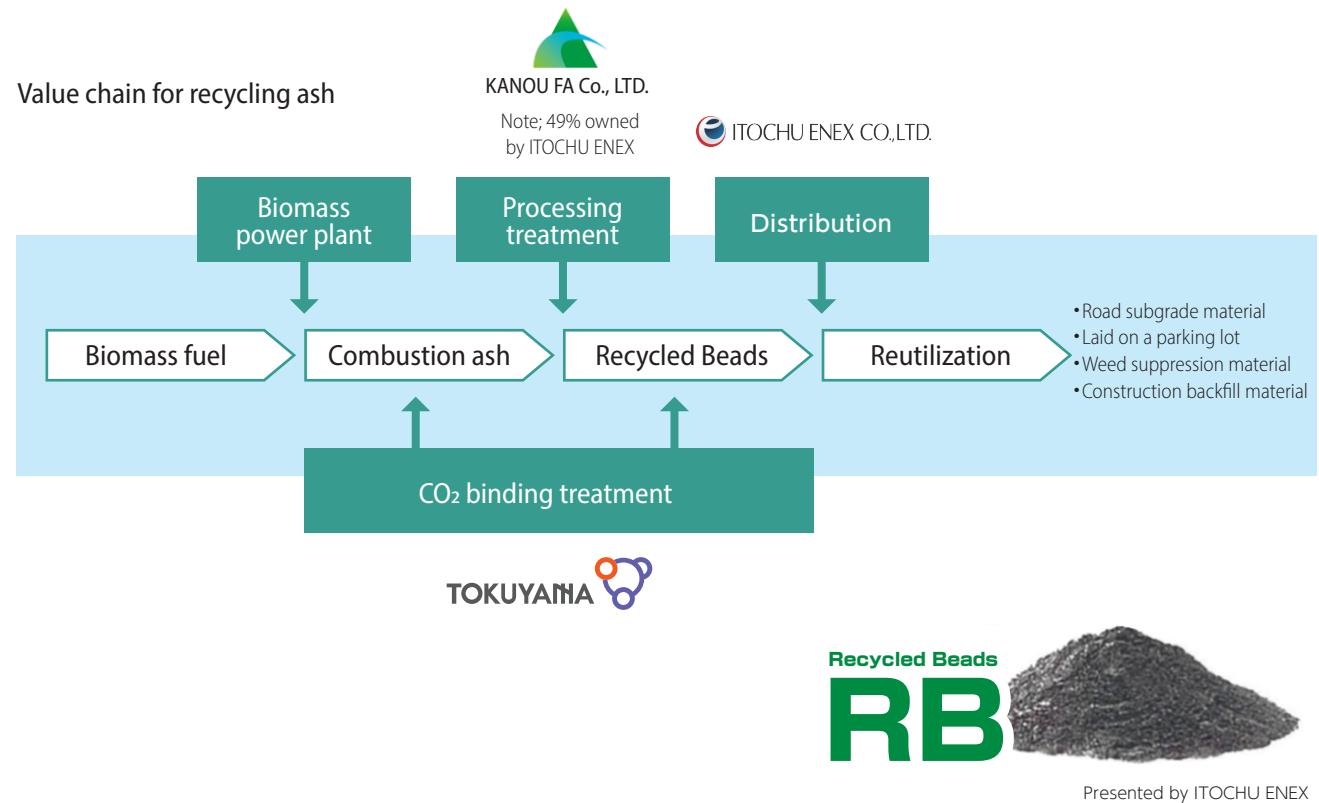 Value chain for recycling ash
KANOU FA Co., LTD.
Note; 49% owned
by ITOCHU ENEX
ITOCHU ENEX CO.,LTD.
Biomass
power plant
Processing
treatment
Distribution
Biomass fuel
Combustion ash
Recycled Beads
Reutilization
•Road subgrade material
•Laid on a parking lot
•Weed suppression material
•Construction backfill material
CO₂ binding treatment
TOKUYAMA
Recycled Beads
RB
Presented by ITOCHU ENEX